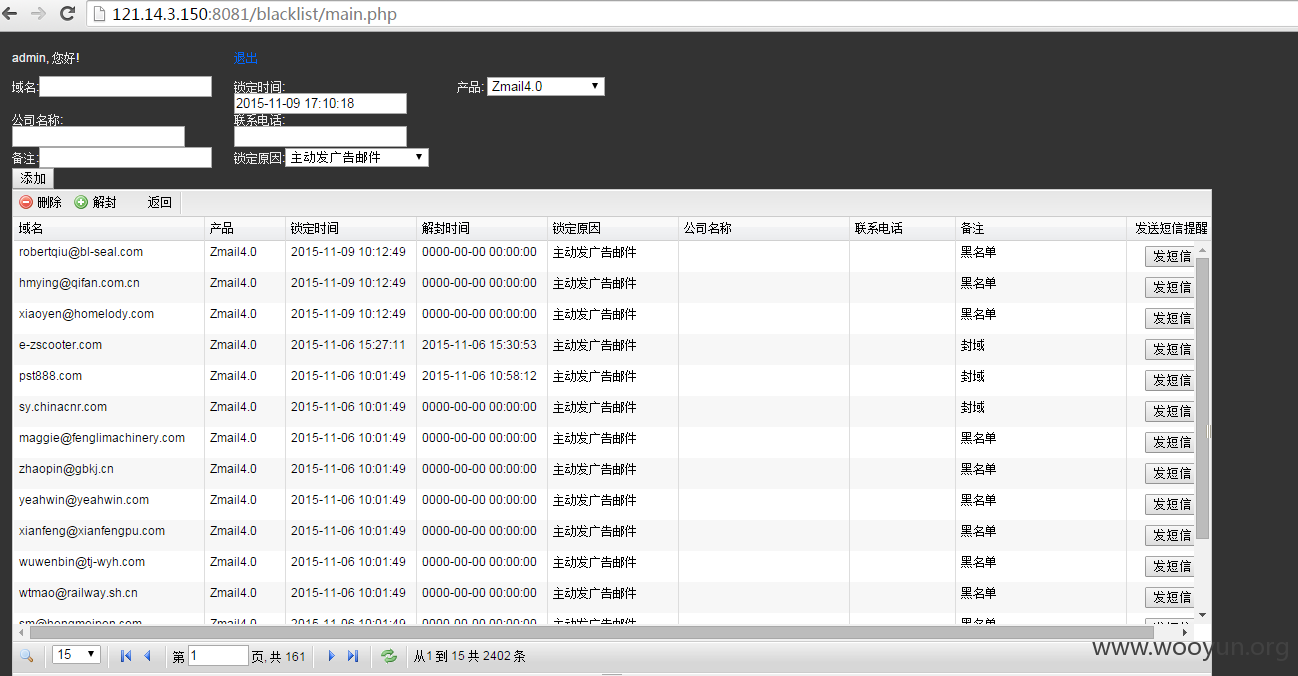 121.14.3.150:8081/blacklist/main.php
admin, 您好! 退出
域名: 锁定时间: 产品: Zmail4.0
2015-11-09 17:10:18
公司名称: 联系电话:
备注: 锁定原因: 主动发广告邮件
添加
删除 解封 返回
域名 产品 锁定时间 解封时间 锁定原因 公司名称 联系电话 备注 发送短信提醒
robertqiu@bl-seal.com Zmail4.0 2015-11-09 10:12:49 0000-00-00 00:00:00 主动发广告邮件 黑名单 发短信
hmying@qifan.com.cn Zmail4.0 2015-11-09 10:12:49 0000-00-00 00:00:00 主动发广告邮件 黑名单 发短信
xiaoyen@homelody.com Zmail4.0 2015-11-09 10:12:49 0000-00-00 00:00:00 主动发广告邮件 黑名单 发短信
e-zscooter.com Zmail4.0 2015-11-06 15:27:11 2015-11-06 15:30:53 主动发广告邮件 封域 发短信
pst888.com Zmail4.0 2015-11-06 10:01:49 2015-11-06 10:58:12 主动发广告邮件 封域 发短信
sy.chinacnr.com Zmail4.0 2015-11-06 10:01:49 0000-00-00 00:00:00 主动发广告邮件 封域 发短信
maggie@fenglimachinery.com Zmail4.0 2015-11-06 10:01:49 0000-00-00 00:00:00 主动发广告邮件 黑名单 发短信
zhaopin@gbkj.cn Zmail4.0 2015-11-06 10:01:49 0000-00-00 00:00:00 主动发广告邮件 黑名单 发短信
yeahwin@yeahwin.com Zmail4.0 2015-11-06 10:01:49 0000-00-00 00:00:00 主动发广告邮件 黑名单 发短信
xianfeng@xianfengpu.com Zmail4.0 2015-11-06 10:01:49 0000-00-00 00:00:00 主动发广告邮件 黑名单 发短信
wuwenbin@tj-wyh.com Zmail4.0 2015-11-06 10:01:49 0000-00-00 00:00:00 主动发广告邮件 黑名单 发短信
wtmao@railway.sh.cn Zmail4.0 2015-11-06 10:01:49 0000-00-00 00:00:00 主动发广告邮件 黑名单 发短信
Zmail4.0 2015-11-06 10:01:49 0000-00-00 00:00:00 主动发广告邮件 黑名单
15 第 1 页, 共 161 从1 到 15 共 2402 条
www.wooyun.org